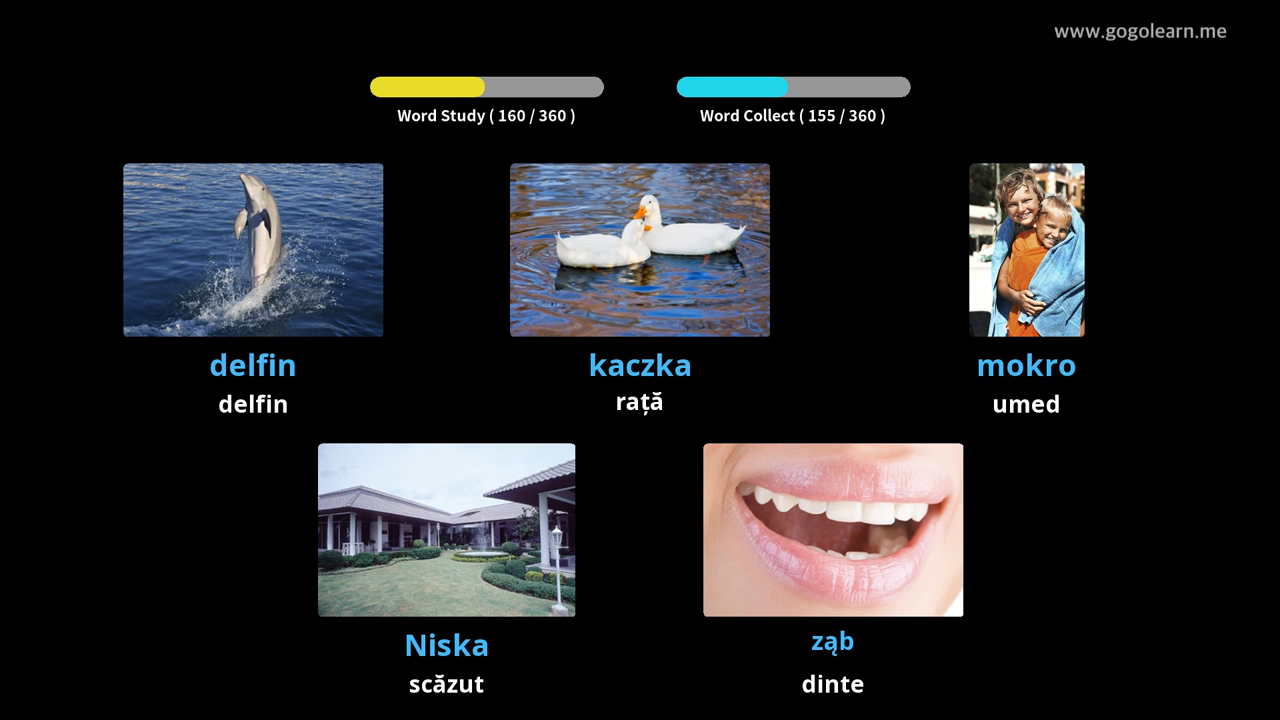 www.gogolearn.me
Word Study ( 160 / 360 )
Word Collect ( 155 / 360 )
delfin
delfin
kaczka
rață
mokro
umed
Niska
scăzut
ząb
dinte